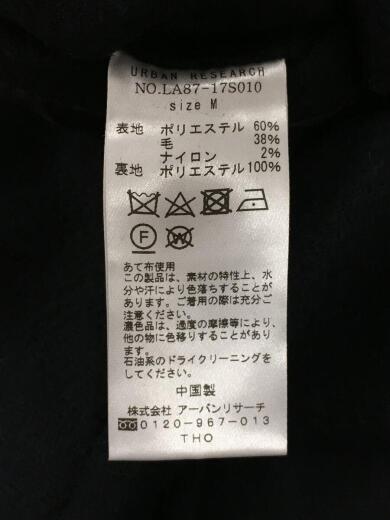 URBAN RESEARCH
NO.LA87-17S010
size M
表地 ポリエステル 60%
毛 38%
ナイロン 2%
裏地 ポリエステル100%
F W
あて布使用
この製品は、素材の特性上、水
分や汗により色落ちすることが
あります。ご着用の際は充分ご
注意ください。
濃色品は、過度の摩擦等により、
他の物に色移りすることがあり
ます。
石油系のドライクリーニングをし
てください。
中国製
株式会社 アーバンリサーチ
0120-967-013
THO